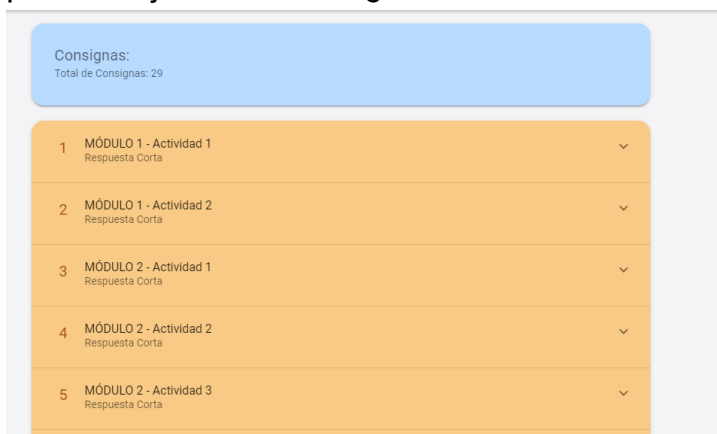 Consignas:
Total de Consignas: 29
1 MÓDULO 1 - Actividad 1
Respuesta Corta
2 MÓDULO 1 - Actividad 2
Respuesta Corta
3 MÓDULO 2 - Actividad 1
Respuesta Corta
4 MÓDULO 2 - Actividad 2
Respuesta Corta
5 MÓDULO 2 - Actividad 3
Respuesta Corta